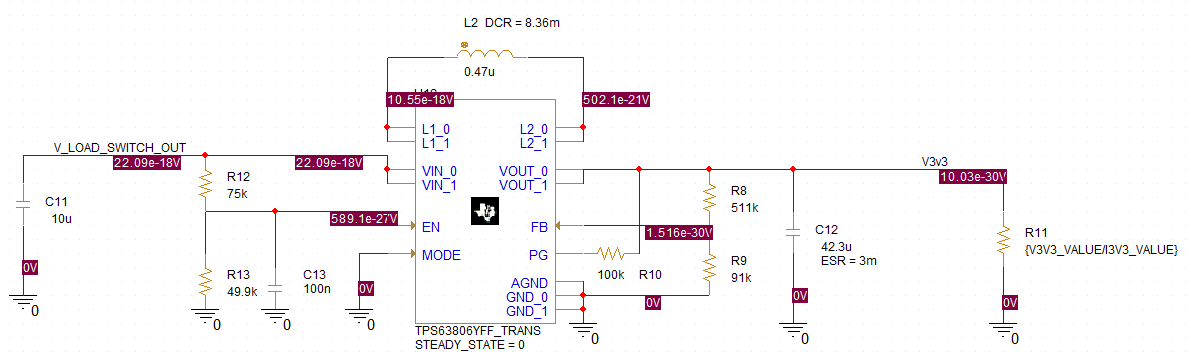 L2 DCR = 8.36m
0.47u
10.55e-18V
502.1e-21V
L1_0
L2_0
L1_1
L2_1
V_LOAD_SWITCH_OUT
22.09e-18V
22.09e-18V
VIN_0
VOUT_0
V3v3
VIN_1
VOUT_1
10.03e-30V
R12
75k
R8
511k
C11
10u
589.1e-27V
EN
FB
1.516e-30V
C12
42.3u
ESR = 3m
R11
{V3V3_VALUE/I3V3_VALUE}
MODE
PG
100k
R10
R9
91k
0V
R13
49.9k
C13
100n
0V
AGND
GND_0
GND_1
0V
0V
0V
0
0
0
0
TPS63806YFF_TRANS
STEADY_STATE = 0
0
0
0